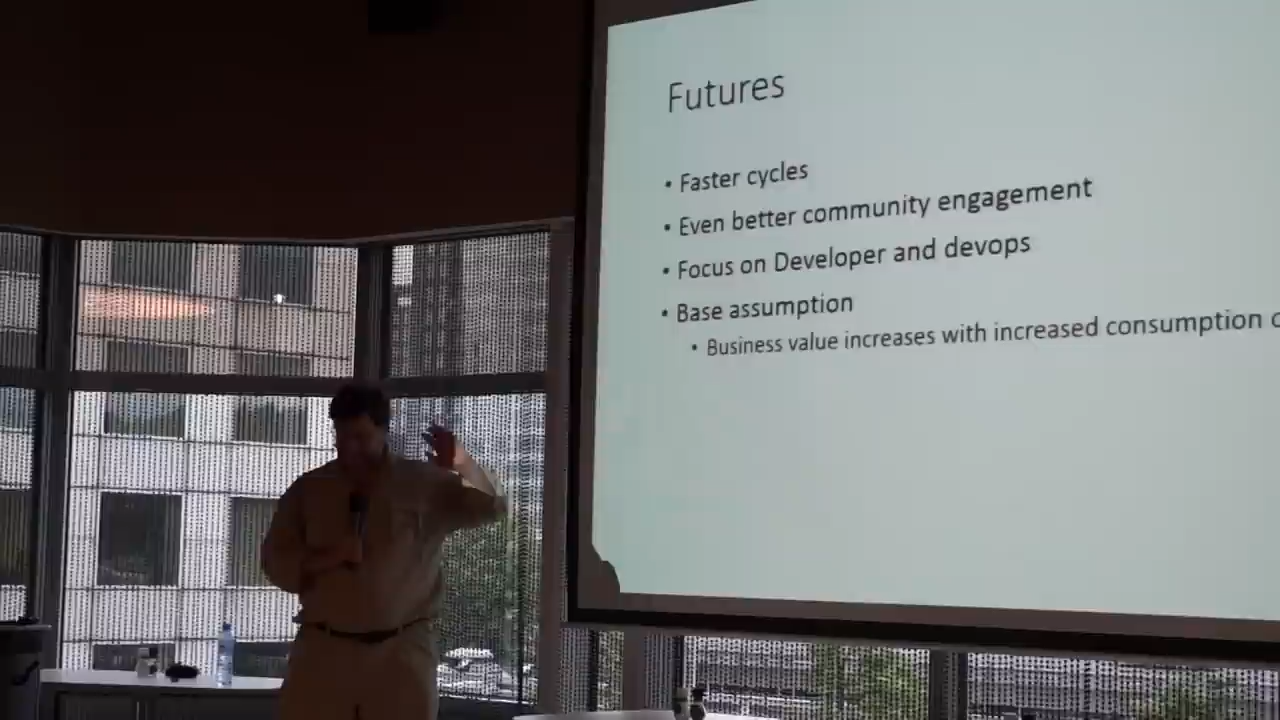 Futures
• Faster cycles
• Even better community engagement
• Focus on Developer and devops
• Base assumption
• Business value increases with increased consumption